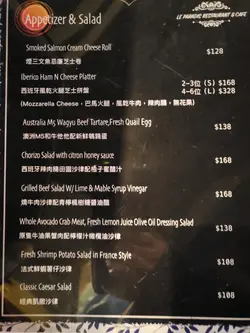 Appetizer & Salad
LE PARADIS RESTAURANT & CAFE
Smoked Salmon Cream Cheese Roll $128
煙三文魚忌廉芝士卷
Iberico Ham N Cheese Platter 2-3位 (S) $168
西班牙風乾火腿芝士拼盤 4-6位 (L) $328
(Mozzarella Cheese，巴馬火腿，風乾牛肉，辣肉腸，無花果)
Australia M5 Wagyu Beef Tartare,Fresh Quail Egg $138
澳洲M5和牛他他配新鮮鵪鶉蛋
Chorizo Salad with citron honey sauce $168
西班牙辣肉腸田園沙律配柚子蜜醋汁
Grilled Beef Salad W/ Lime & Mable Syrup Vinegar $168
燒牛肉沙律配青檸楓樹糖醬油醋
Whole Avocado Crab Meat, Fresh Lemon Juice Olive Oil Dressing Salad $138
原隻牛油果蟹肉配檸檬汁橄欖油沙律
Fresh Shrimp Potato Salad in France Style $108
法式鮮蝦薯仔沙律
Classic Caesar Salad $108
經典凱撒沙律